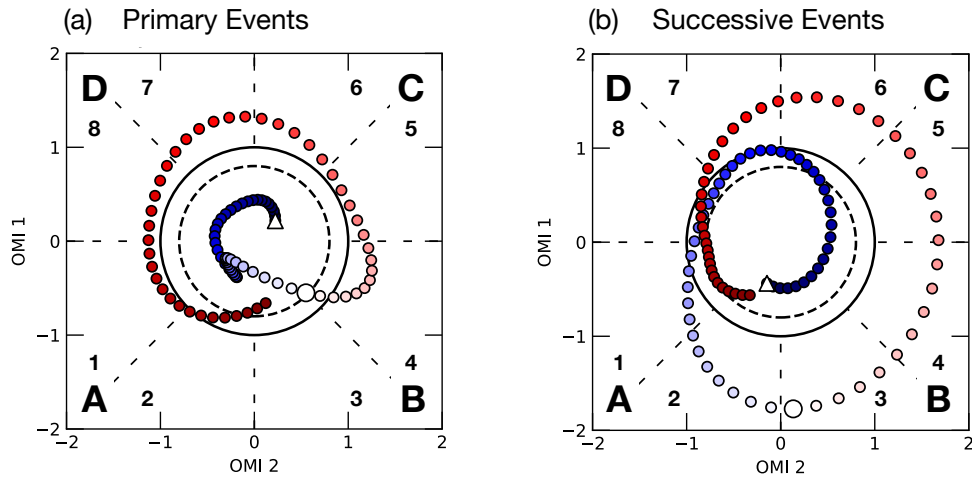 (a) Primary Events
2
D 7 6 C
8 5
1
OMI 1
0
−1
1 4
A 2 3 B
−2
−2 −1 0 1 2
OMI 2
(b) Successive Events
2
D 7 6 C
8 5
1
OMI 1
0
−1
1 4
A 2 3 B
−2
−2 −1 0 1 2
OMI 2